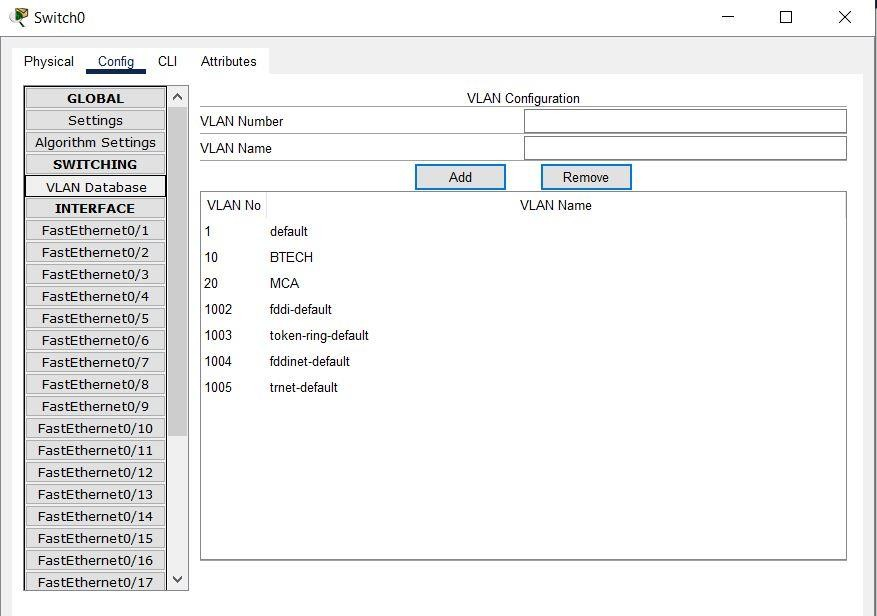 Switch0
Physical Config CLI Attributes
GLOBAL
Settings
Algorithm Settings
SWITCHING
VLAN Database
INTERFACE
FastEthernet0/1
FastEthernet0/2
FastEthernet0/3
FastEthernet0/4
FastEthernet0/5
FastEthernet0/6
FastEthernet0/7
FastEthernet0/8
FastEthernet0/9
FastEthernet0/10
FastEthernet0/11
FastEthernet0/12
FastEthernet0/13
FastEthernet0/14
FastEthernet0/15
FastEthernet0/16
FastEthernet0/17
VLAN Configuration
VLAN Number
VLAN Name
Add Remove
VLAN No VLAN Name
1 default
10 BTECH
20 MCA
1002 fddi-default
1003 token-ring-default
1004 fddinet-default
1005 trnet-default